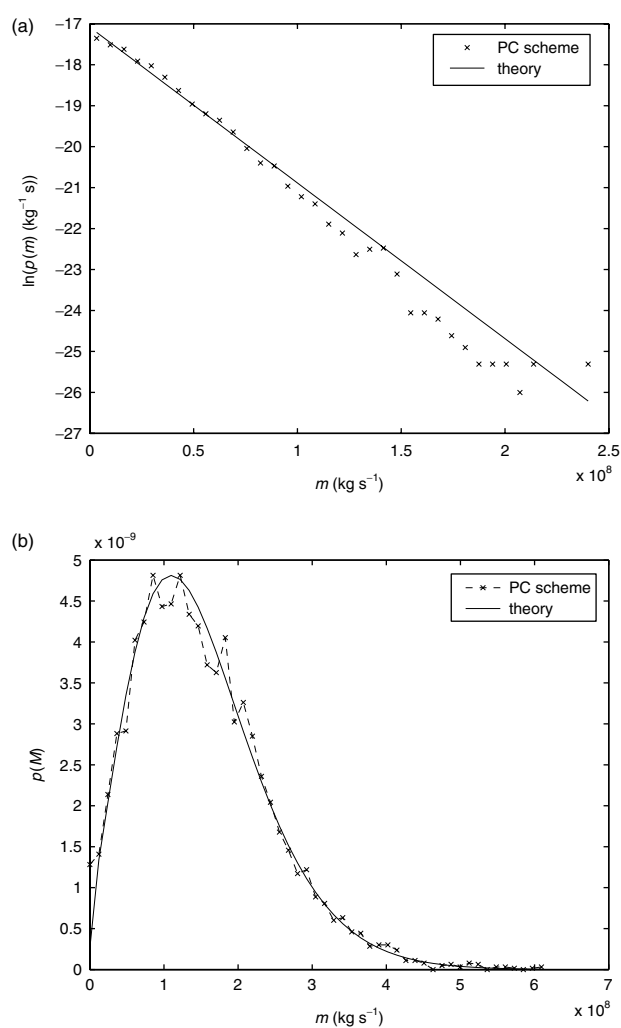 (a)
−17
−18
−19
−20
−21
−22
−23
−24
−25
−26
−27
ln(p(m) (kg⁻¹ s))
PC scheme
theory
0 0.5 1 1.5 2 2.5
× 10⁸
m (kg s⁻¹)
(b)
× 10⁻⁹
5
4.5
4
3.5
3
2.5
2
1.5
1
0.5
0
p(M)
PC scheme
theory
0 1 2 3 4 5 6 7
× 10⁸
m (kg s⁻¹)